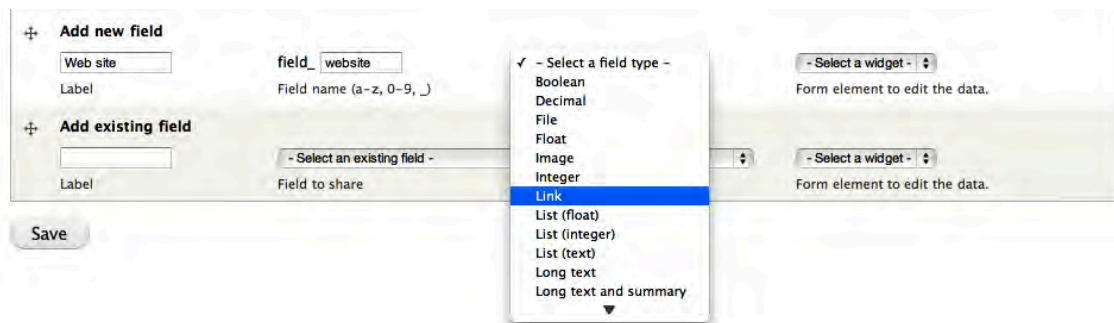 Add new field
Web site
field_ website
✓ - Select a field type -
- Select a widget -
Label
Field name (a-z, 0-9, _)
Form element to edit the data.
Boolean
Decimal
File
Float
Image
Integer
Link
List (float)
List (integer)
List (text)
Long text
Long text and summary
Add existing field
- Select an existing field -
- Select a widget -
Label
Field to share
Form element to edit the data.
Save